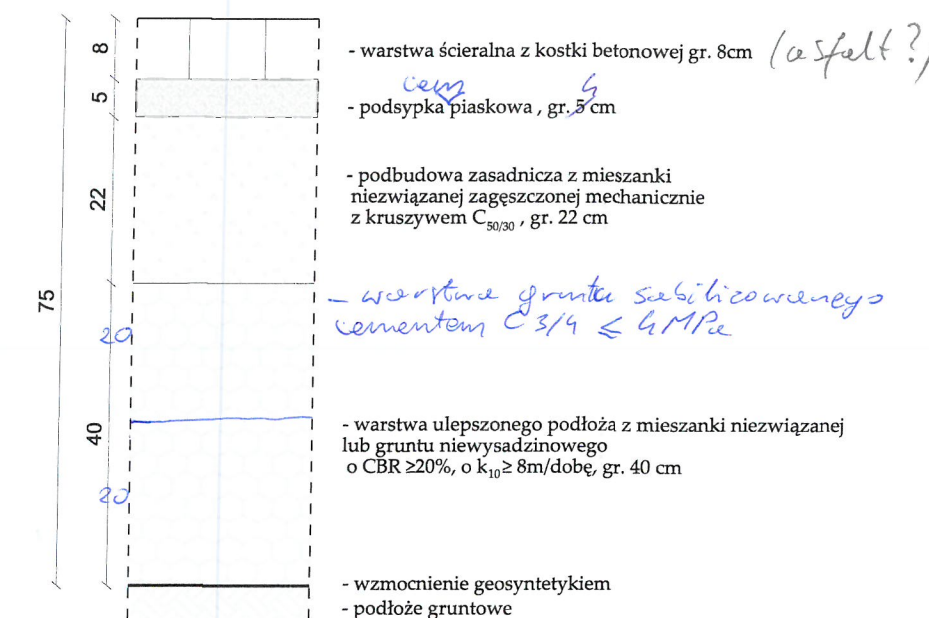 8
- warstwa ścieralna z kostki betonowej gr. 8cm (asfalt?)
cem
4
5
- podsypka piaskowa , gr. 5 cm
22
- podbudowa zasadnicza z mieszanki
niezwiązanej zagęszczonej mechanicznie
z kruszywem C50/30 , gr. 22 cm
75
- warstwa gruntu stabilizowanego
cementem C 3/4 ≤ 4MPa
20
40
- warstwa ulepszonego podłoża z mieszanki niezwiązanej
lub gruntu niewysadzinowego
o CBR ≥20%, o k10≥ 8m/dobę, gr. 40 cm
20
- wzmocnienie geosyntetykiem
- podłoże gruntowe